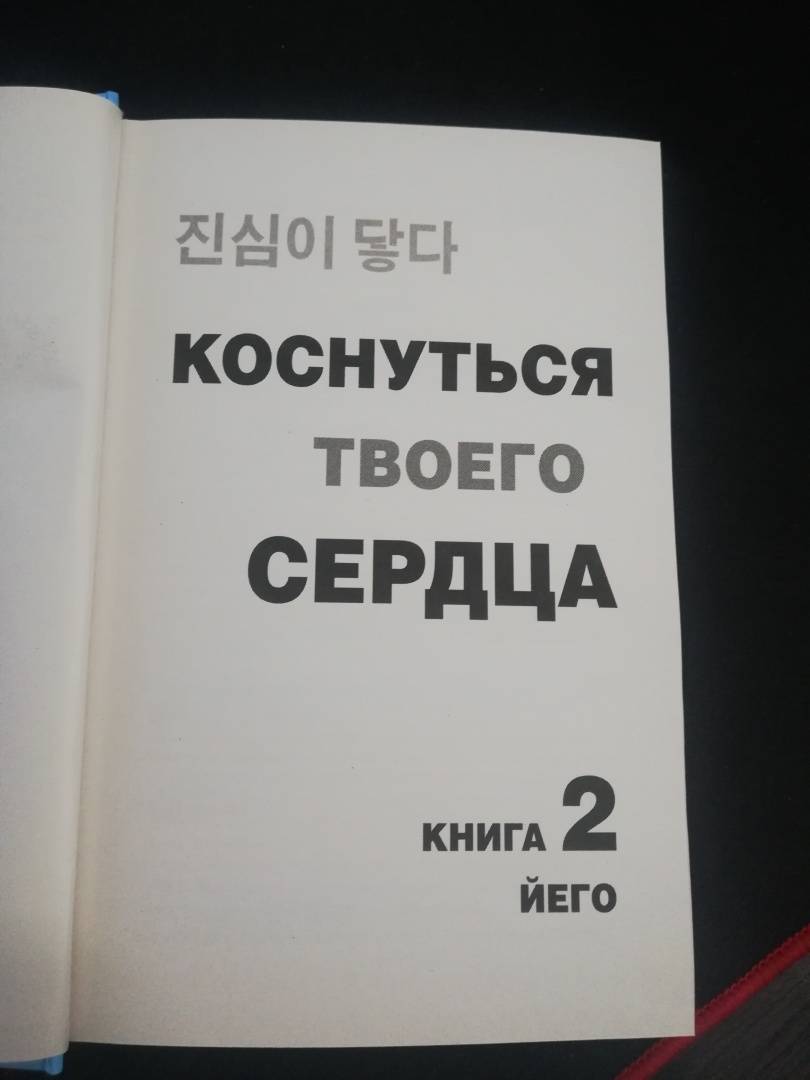 진심이 닿다
КОСНУТЬСЯ
ТВОЕГО
СЕРДЦА
КНИГА 2
ЙЕГО